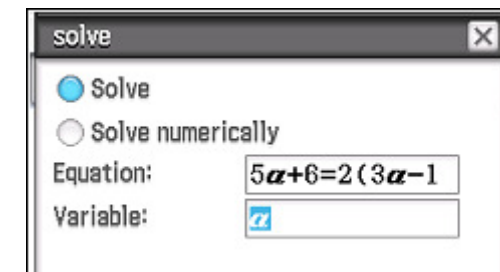 solve
Solve
Solve numerically
Equation: 5a+6=2(3a-1
Variable: a